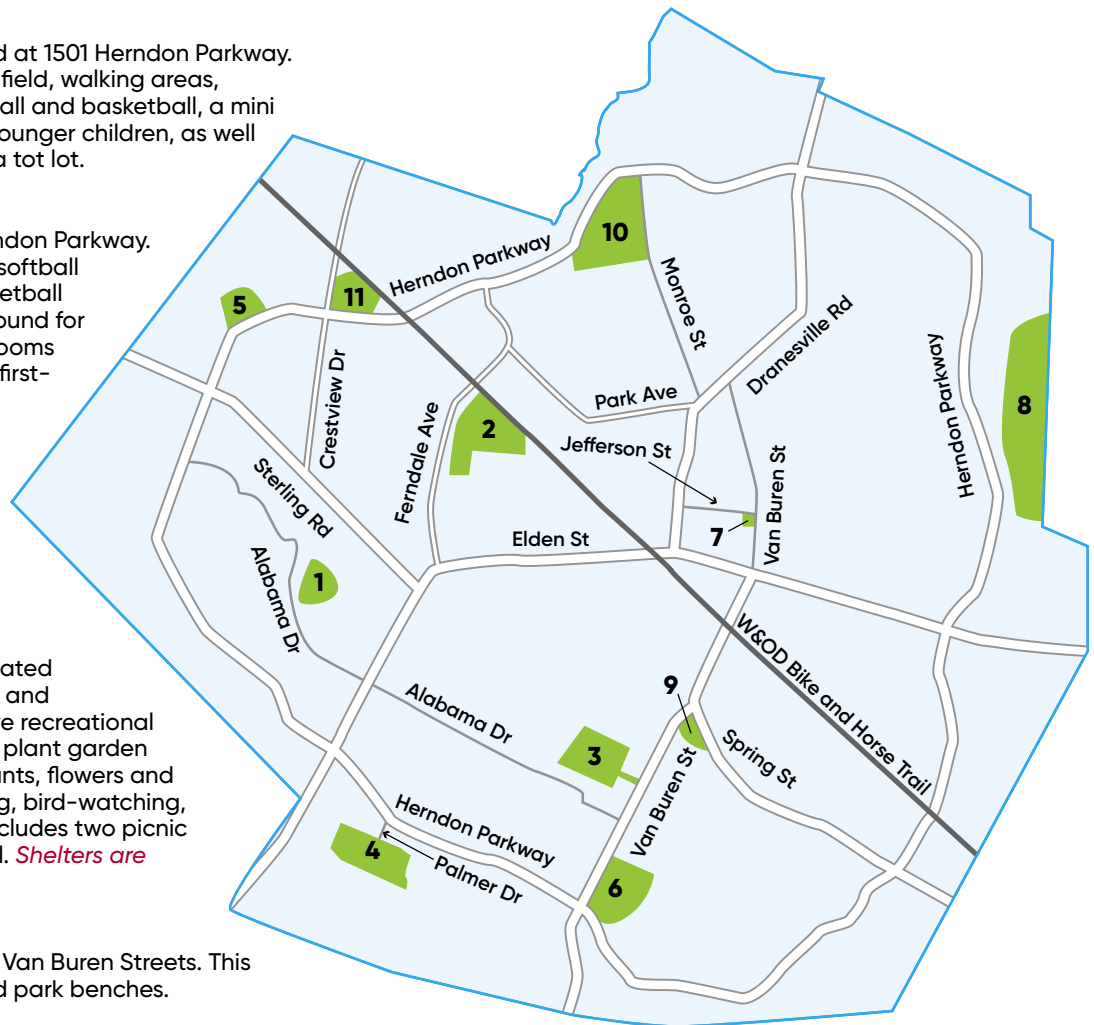 d at 1501 Herndon Parkway.
field, walking areas,
all and basketball, a mini
ounger children, as well
a tot lot.
ndon Parkway.
softball
etball
ound for
ooms
first-
ated
and
e recreational
plant garden
ants, flowers and
g, bird-watching,
cludes two picnic
l. Shelters are
Van Buren Streets. This
d park benches.
10
Herndon Parkway
5
11
Monroe St
Dranesville Rd
Herndon Parkway
8
Crestview Dr
Park Ave
Ferndale Ave
2
Jefferson St
Sterling Rd
Van Buren St
7
Elden St
1
Alabama Dr
W&OD Bike and Horse Trail
9
Alabama Dr
3
Spring St
Van Buren St
Herndon Parkway
4
Palmer Dr
6